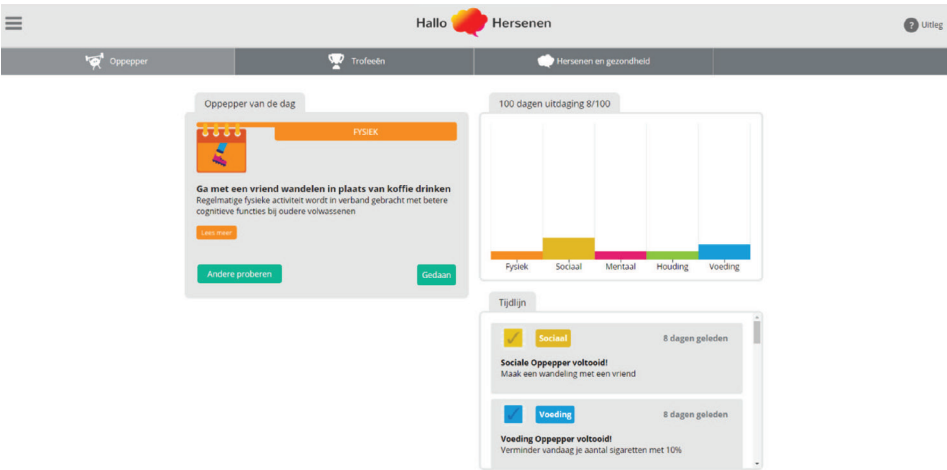 Hallo Hersenen
? Uitleg
Oppepper
Trofeeën
Hersenen en gezondheid
Oppepper van de dag
FYSIEK
Ga met een vriend wandelen in plaats van koffie drinken
Regelmatige fysieke activiteit wordt in verband gebracht met betere
cognitieve functies bij oudere volwassenen
Lees meer
Andere proberen
Gedaan
100 dagen uitdaging 8/100
Fysiek Sociaal Mentaal Houding Voeding
Tijdlijn
Sociaal 8 dagen geleden
Sociale Oppepper voltooid!
Maak een wandeling met een vriend
Voeding 8 dagen geleden
Voeding Oppepper voltooid!
Verminder vandaag je aantal sigaretten met 10%